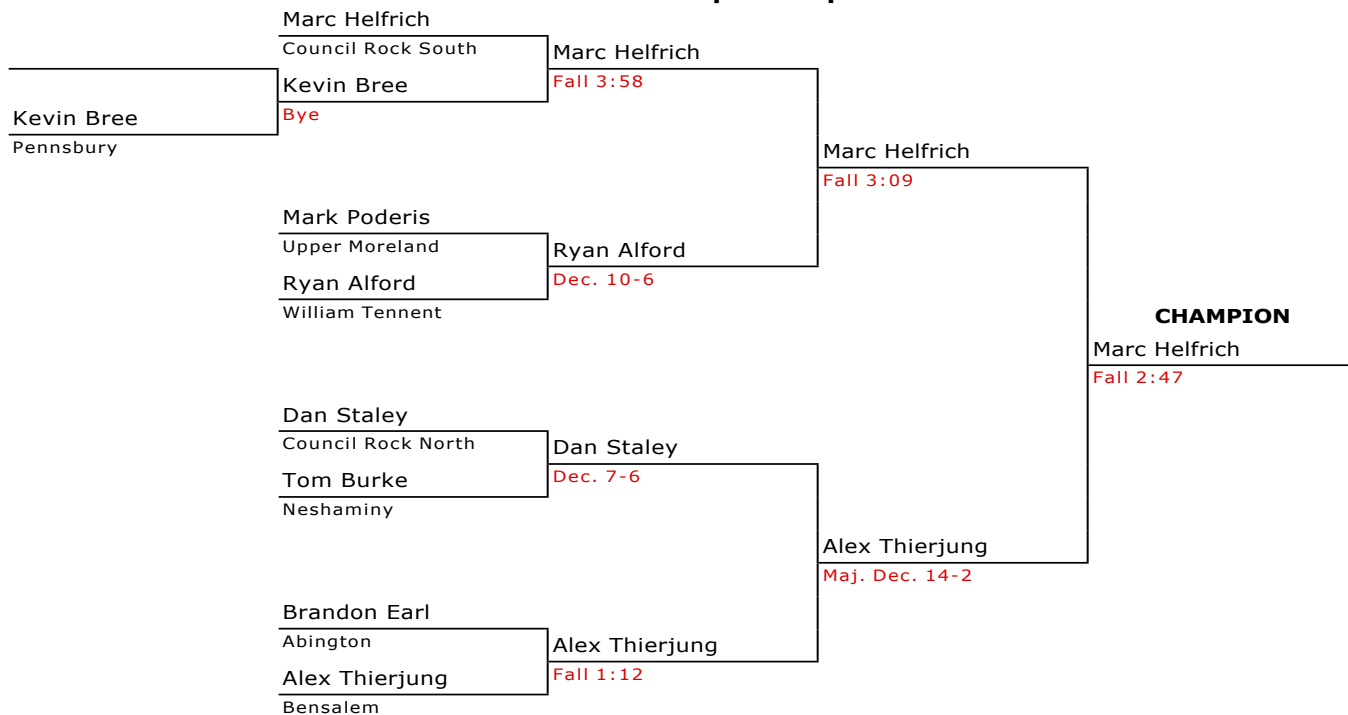 Marc Helfrich
Council Rock South
Marc Helfrich
Fall 3:58
Kevin Bree
Bye
Kevin Bree
Pennsbury
Marc Helfrich
Fall 3:09
Mark Poderis
Upper Moreland
Ryan Alford
Dec. 10-6
Ryan Alford
William Tennent
CHAMPION
Marc Helfrich
Fall 2:47
Dan Staley
Council Rock North
Dan Staley
Dec. 7-6
Tom Burke
Neshaminy
Alex Thierjung
Maj. Dec. 14-2
Brandon Earl
Abington
Alex Thierjung
Fall 1:12
Alex Thierjung
Bensalem